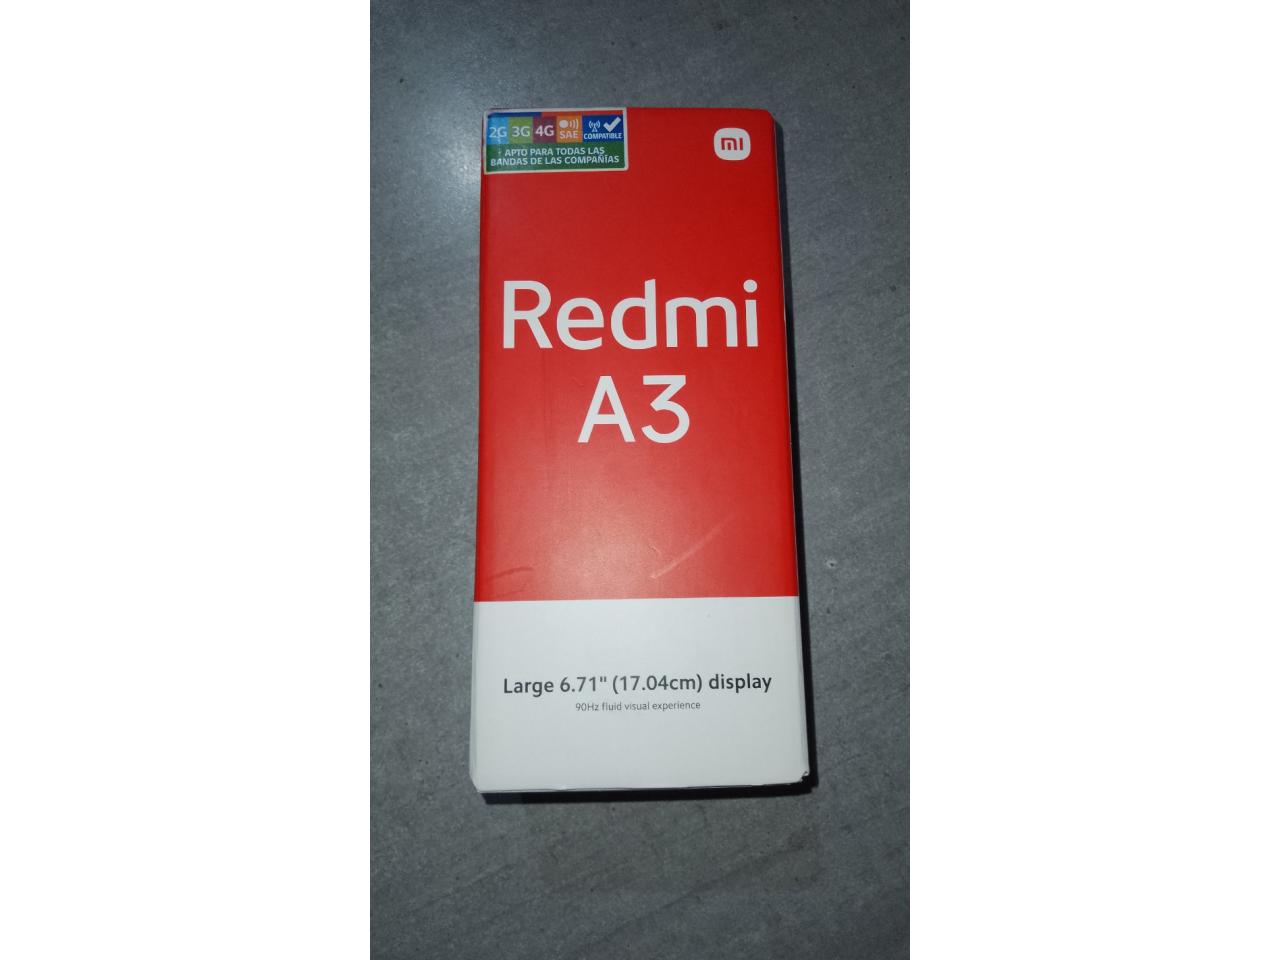 2G 3G 4G SAE COMPATIBLE
APTO PARA TODAS LAS
BANDAS DE LAS COMPAÑÍAS
mi
Redmi
A3
Large 6.71" (17.04cm) display
90Hz fluid visual experience